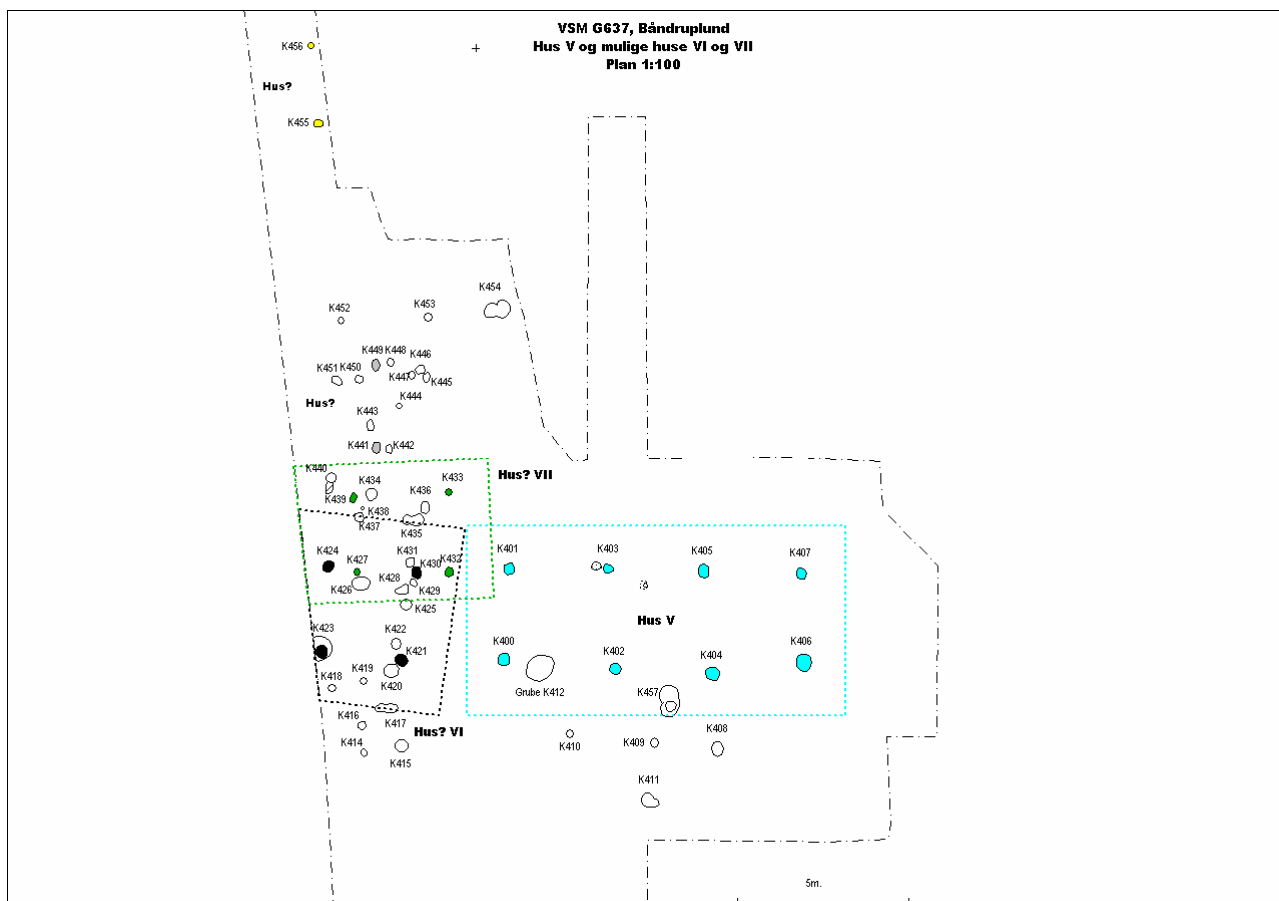 VSM G637, Båndruplund
Hus V og mulige huse VI og VII
Plan 1:100
K456
Hus?
K455
K454
K452
K453
K449
K448
K446
K451
K450
K447
K445
K444
Hus?
K443
K441
K442
K440
K434
K433
Hus? VII
K439
K436
K438
K437
K435
K424
K427
K431
K430
K432
K401
K403
K405
K407
K428
K426
K429
K425
K423
K422
Hus V
K421
K400
K402
K404
K406
K418
K419
K420
Grube K412
K457
K416
K417
Hus? VI
K414
K415
K410
K409
K408
K411
5m.